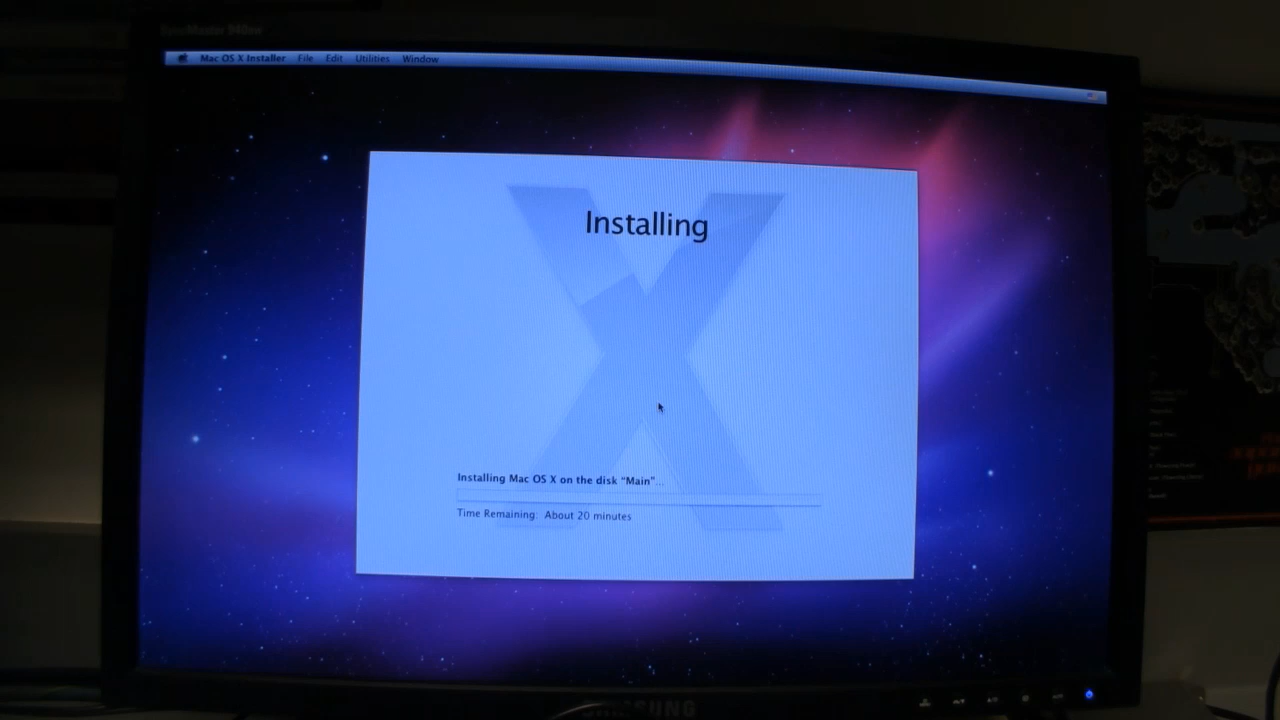 Mac OS X Installer File Edit Utilities Window
Installing
Installing Mac OS X on the disk “Main”...
Time Remaining: About 20 minutes
SAMSUNG